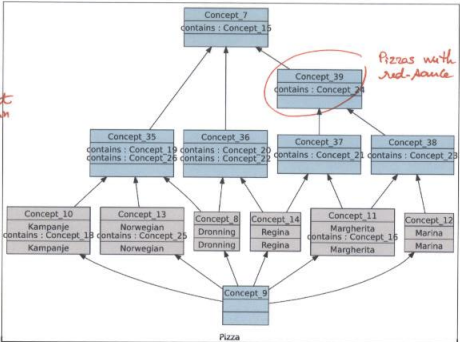 Concept_7
contains : Concept_15
Concept_39
contains : Concept_24
Pizzas with
red-sauce
Concept_35
contains : Concept_19
contains : Concept_26
Concept_36
contains : Concept_20
contains : Concept_22
Concept_37
contains : Concept_21
Concept_38
contains : Concept_23
Concept_10
Kampanje
contains : Concept_18
Kampanje
Concept_13
Norwegian
contains : Concept_25
Norwegian
Concept_8
Dronning
Dronning
Concept_14
Regina
Regina
Concept_11
Margherita
contains : Concept_16
Margherita
Concept_12
Marina
Marina
Concept_9
Pizza